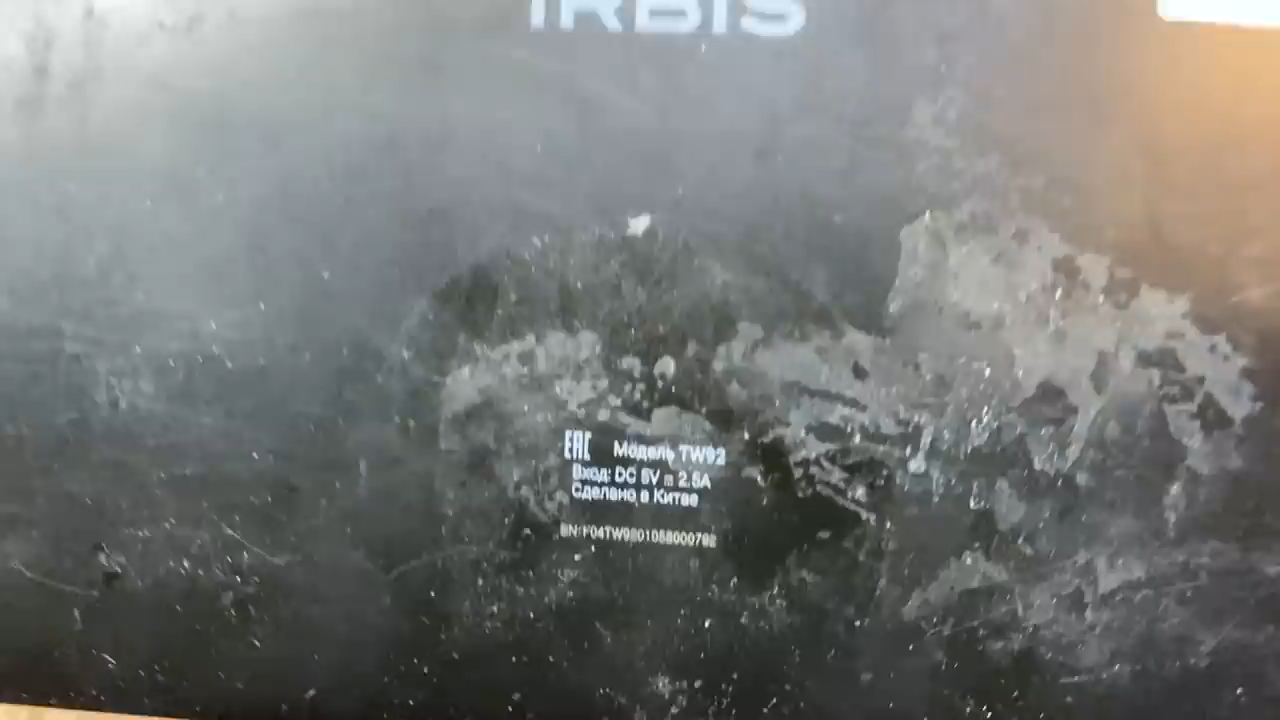 IRBIS
EAC Модель TW92
Вход: DC 5V 2.5A
Сделано в Китае